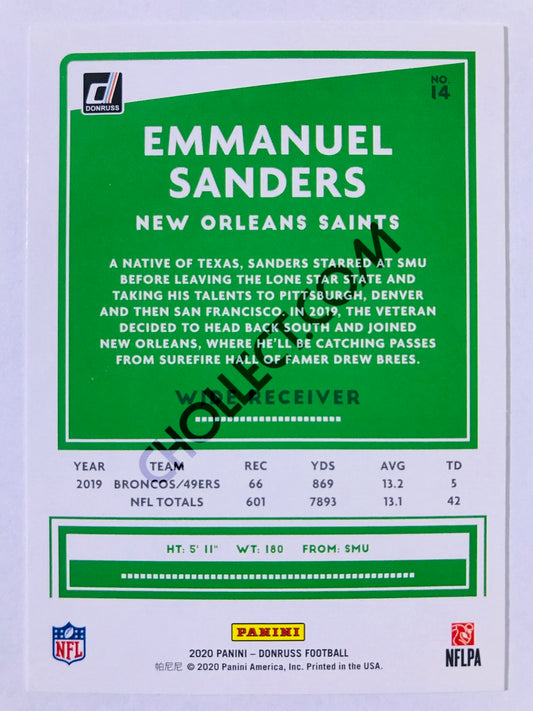 DONRUSS
NO.
14
EMMANUEL
SANDERS
NEW ORLEANS SAINTS
A NATIVE OF TEXAS, SANDERS STARRED AT SMU
BEFORE LEAVING THE LONE STAR STATE AND
TAKING HIS TALENTS TO PITTSBURGH, DENVER
AND THEN SAN FRANCISCO. IN 2019, THE VETERAN
DECIDED TO HEAD BACK SOUTH AND JOINED
NEW ORLEANS, WHERE HE'LL BE CATCHING PASSES
FROM SUREFIRE HALL OF FAMER DREW BREES.
WIDE RECEIVER
CHOLLECT.COM
YEAR TEAM REC YDS AVG TD
2019 BRONCOS/49ERS 66 869 13.2 5
NFL TOTALS 601 7893 13.1 42
HT: 5' 11" WT: 180 FROM: SMU
NFL
PANINI
NFLPA
2020 PANINI – DONRUSS FOOTBALL
帕尼尼 © 2020 Panini America, Inc. Printed in the USA.